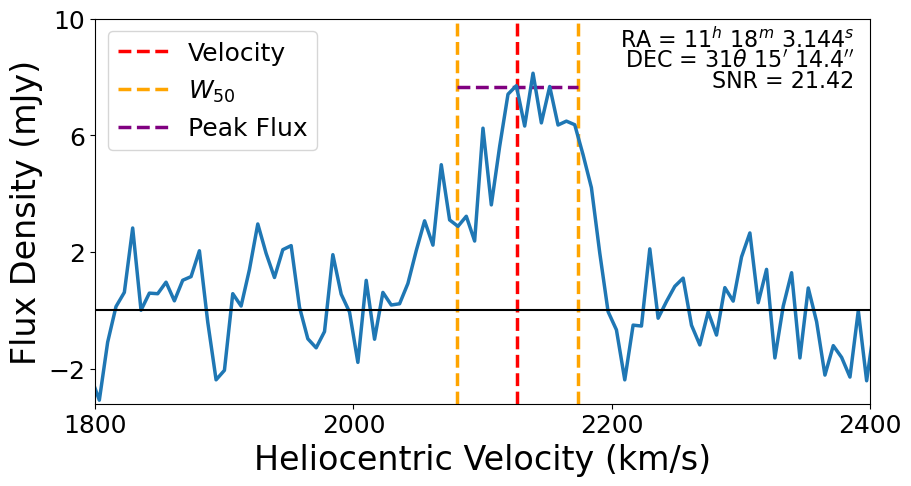 RA = 11h 18m 3.144s
DEC = 31θ 15′ 14.4′′
SNR = 21.42
Velocity
W50
Peak Flux
Flux Density (mJy)
10
6
2
−2
1800
2000
2200
2400
Heliocentric Velocity (km/s)